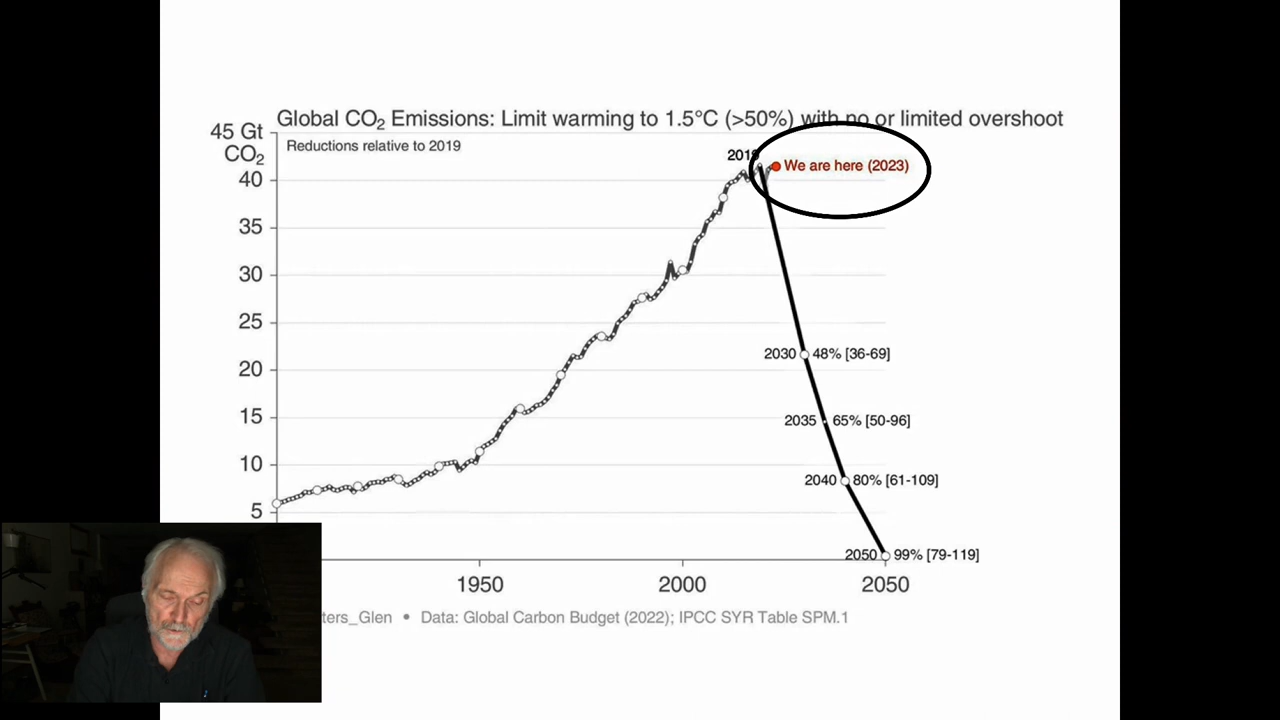 Global CO₂ Emissions: Limit warming to 1.5°C (>50%) with no or limited overshoot
45 Gt
CO₂
Reductions relative to 2019
2019
We are here (2023)
40
35
30
25
20
15
10
5
2030 48% [36-69]
2035 65% [50-96]
2040 80% [61-109]
2050 99% [79-119]
1950
2000
2050
ters_Glen • Data: Global Carbon Budget (2022); IPCC SYR Table SPM.1